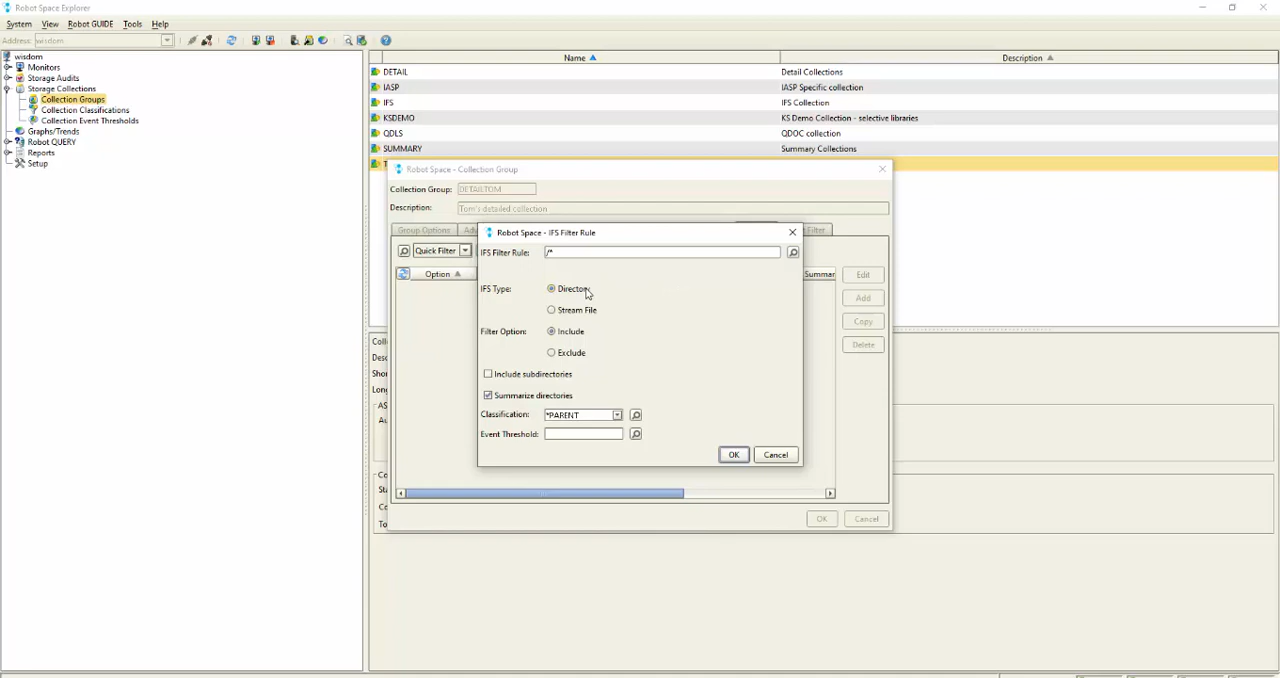 Robot Space Explorer
System View Robot GUIDE Tools Help
Address: wisdom
wisdom
Monitors
Storage Audits
Storage Collections
Collection Groups
Collection Classifications
Collection Event Thresholds
Graphs/Trends
Robot QUERY
Reports
Setup
Name Description
DETAIL Detail Collections
IASP IASP Specific collection
IFS IFS Collection
KSDEMO KS Demo Collection - selective libraries
QDLS QDOC collection
SUMMARY Summary Collections
Robot Space - Collection Group
Collection Group: DETAILTOM
Description: Tom's detailed collection
Group Options Filter
Quick Filter
Option Summar
Edit
Add
Copy
Delete
OK Cancel
Robot Space - IFS Filter Rule
IFS Filter Rule: /*
IFS Type: Directory
Stream File
Filter Option: Include
Exclude
Include subdirectories
Summarize directories
Classification: *PARENT
Event Threshold:
OK Cancel